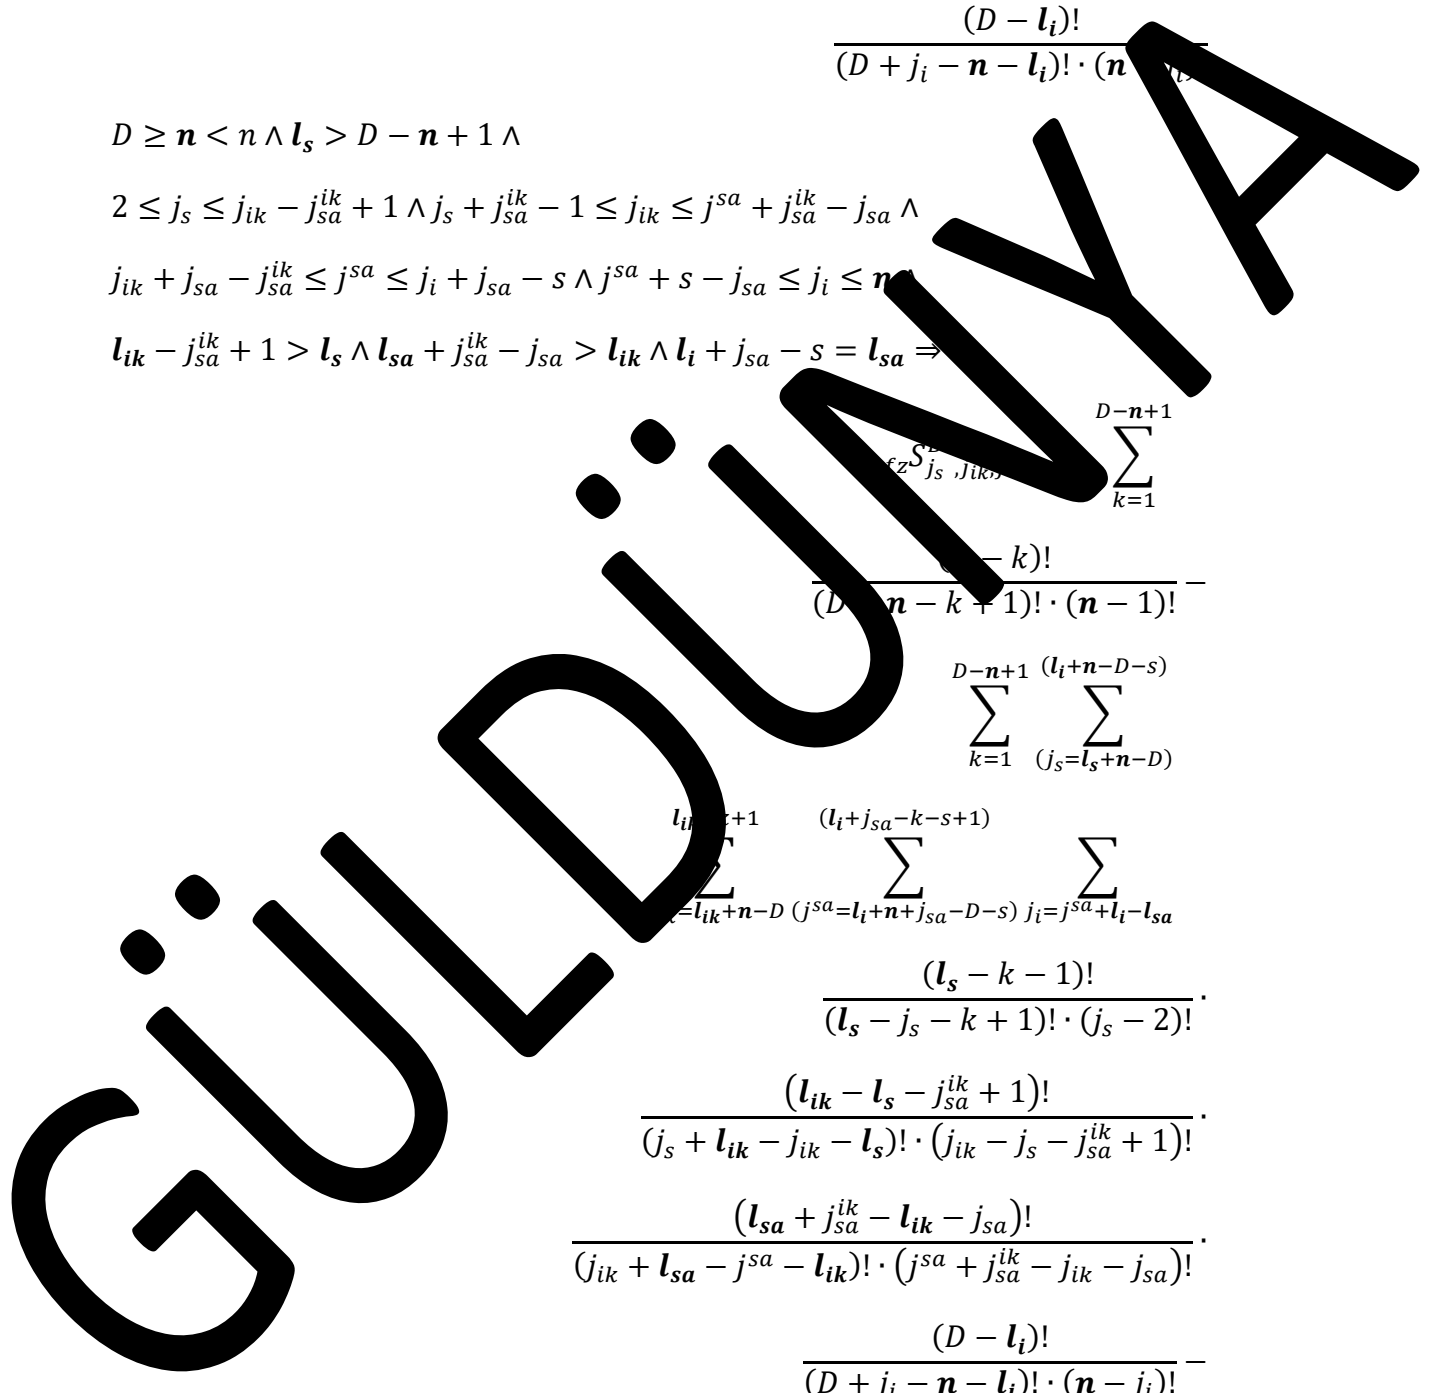 (D − l_i)!
(D + j_i − n − l_i)! · (n
D ≥ n < n ∧ l_s > D − n + 1 ∧
2 ≤ j_s ≤ j_ik − j_sa^ik + 1 ∧ j_s + j_sa^ik − 1 ≤ j_ik ≤ j^sa + j_sa^ik − j_sa ∧
j_ik + j_sa − j_sa^ik ≤ j^sa ≤ j_i + j_sa − s ∧ j^sa + s − j_sa ≤ j_i ≤ n ∧
l_ik − j_sa^ik + 1 > l_s ∧ l_sa + j_sa^ik − j_sa > l_ik ∧ l_i + j_sa − s = l_sa ⇒
D−n+1
fz S j_s , j_ik, ∑
k=1
− k)!
(D n − k + 1)! · (n − 1)! −
D−n+1 (l_i+n−D−s)
∑ ∑
k=1 (j_s=l_s+n−D)
+1 (l_i+j_sa−k−s+1)
∑ ∑ ∑
=l_ik+n−D (j^sa=l_i+n+j_sa−D−s) j_i=j^sa+l_i−l_sa
(l_s − k − 1)!
(l_s − j_s − k + 1)! · (j_s − 2)! ·
(l_ik − l_s − j_sa^ik + 1)!
(j_s + l_ik − j_ik − l_s)! · (j_ik − j_s − j_sa^ik + 1)! ·
(l_sa + j_sa^ik − l_ik − j_sa)!
(j_ik + l_sa − j^sa − l_ik)! · (j^sa + j_sa^ik − j_ik − j_sa)! ·
(D − l_i)!
(D + j_i − n − l_i)! · (n − j_i)! −
GÜLDÜNYA